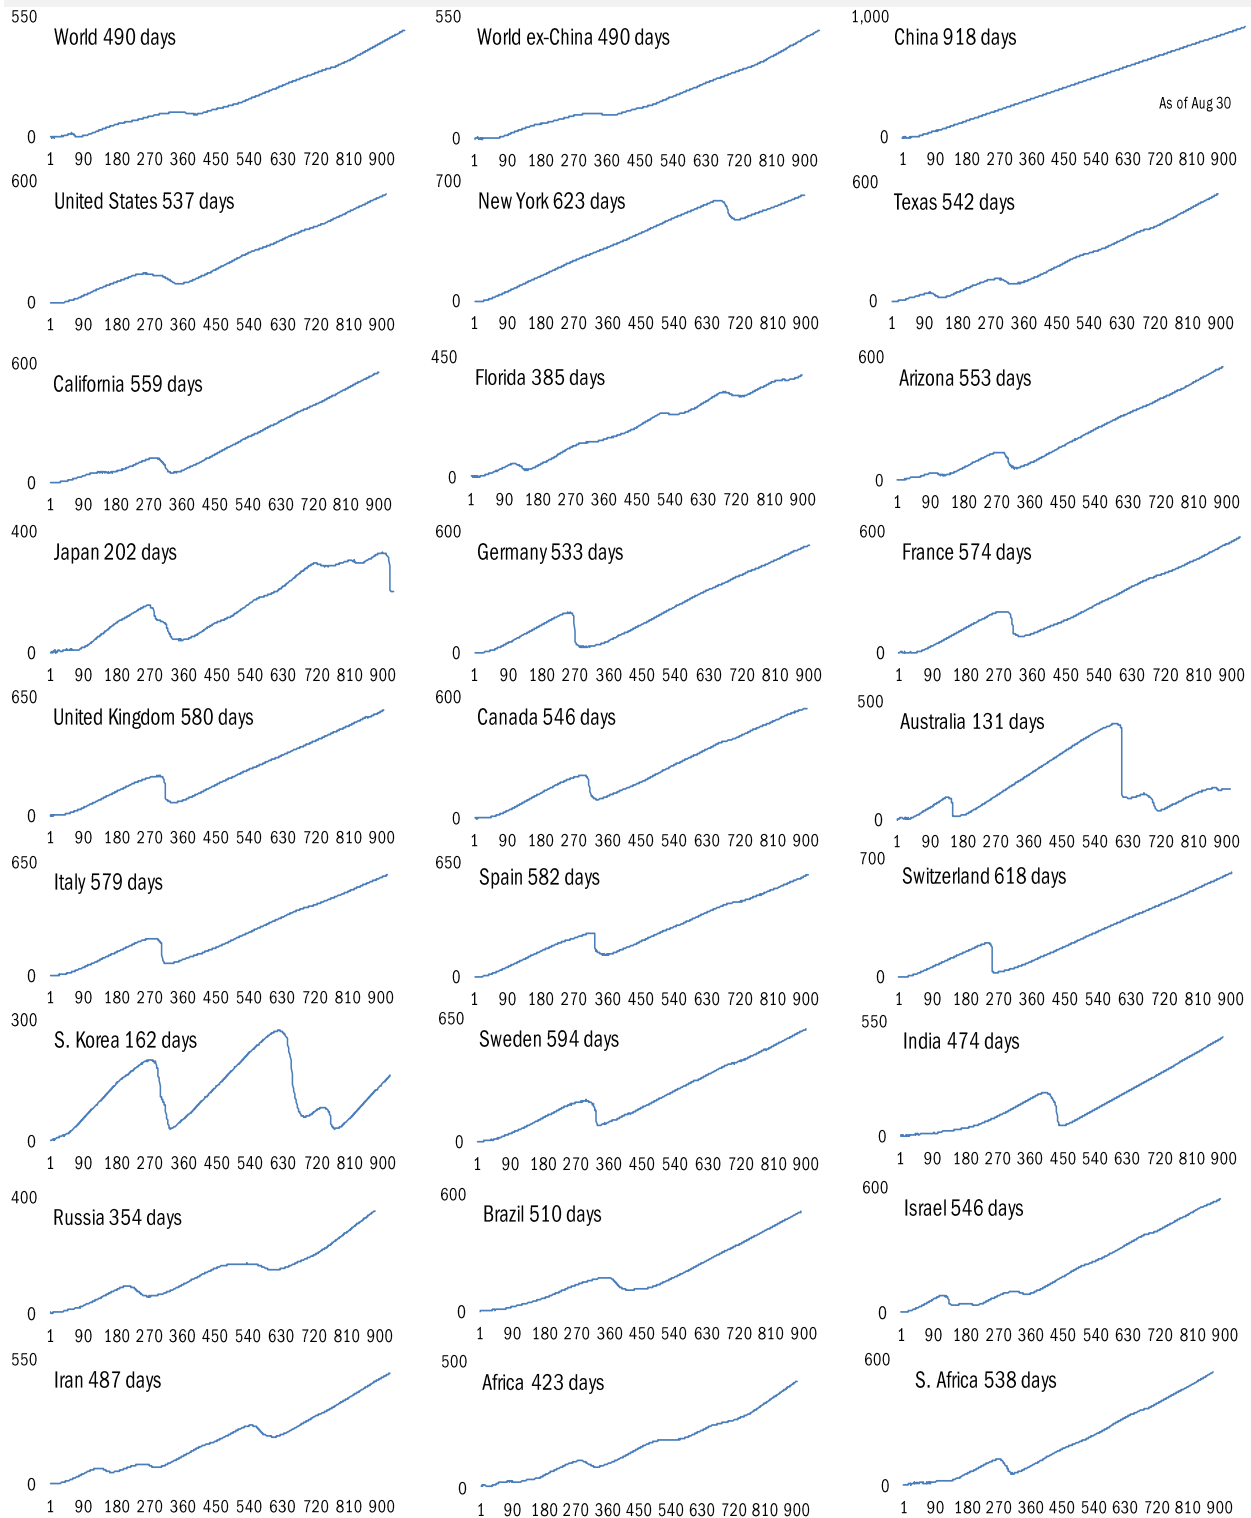 550 550 1,000
World 490 days World ex-China 490 days China 918 days
As of Aug 30
0 0 0
1 90 180 270 360 450 540 630 720 810 900 1 90 180 270 360 450 540 630 720 810 900 1 90 180 270 360 450 540 630 720 810 900
600 700 600
United States 537 days New York 623 days Texas 542 days
0 0 0
1 90 180 270 360 450 540 630 720 810 900 1 90 180 270 360 450 540 630 720 810 900 1 90 180 270 360 450 540 630 720 810 900
600 450 600
California 559 days Florida 385 days Arizona 553 days
0 0 0
1 90 180 270 360 450 540 630 720 810 900 1 90 180 270 360 450 540 630 720 810 900 1 90 180 270 360 450 540 630 720 810 900
400 600 600
Japan 202 days Germany 533 days France 574 days
0 0 0
1 90 180 270 360 450 540 630 720 810 900 1 90 180 270 360 450 540 630 720 810 900 1 90 180 270 360 450 540 630 720 810 900
650 600 500
United Kingdom 580 days Canada 546 days Australia 131 days
0 0 0
1 90 180 270 360 450 540 630 720 810 900 1 90 180 270 360 450 540 630 720 810 900 1 90 180 270 360 450 540 630 720 810 900
650 650 700
Italy 579 days Spain 582 days Switzerland 618 days
0 0 0
1 90 180 270 360 450 540 630 720 810 900 1 90 180 270 360 450 540 630 720 810 900 1 90 180 270 360 450 540 630 720 810 900
300 650 550
S. Korea 162 days Sweden 594 days India 474 days
0 0 0
1 90 180 270 360 450 540 630 720 810 900 1 90 180 270 360 450 540 630 720 810 900 1 90 180 270 360 450 540 630 720 810 900
400 600 600
Russia 354 days Brazil 510 days Israel 546 days
0 0 0
1 90 180 270 360 450 540 630 720 810 900 1 90 180 270 360 450 540 630 720 810 900 1 90 180 270 360 450 540 630 720 810 900
550 500 600
Iran 487 days Africa 423 days S. Africa 538 days
0 0 0
1 90 180 270 360 450 540 630 720 810 900 1 90 180 270 360 450 540 630 720 810 900 1 90 180 270 360 450 540 630 720 810 900